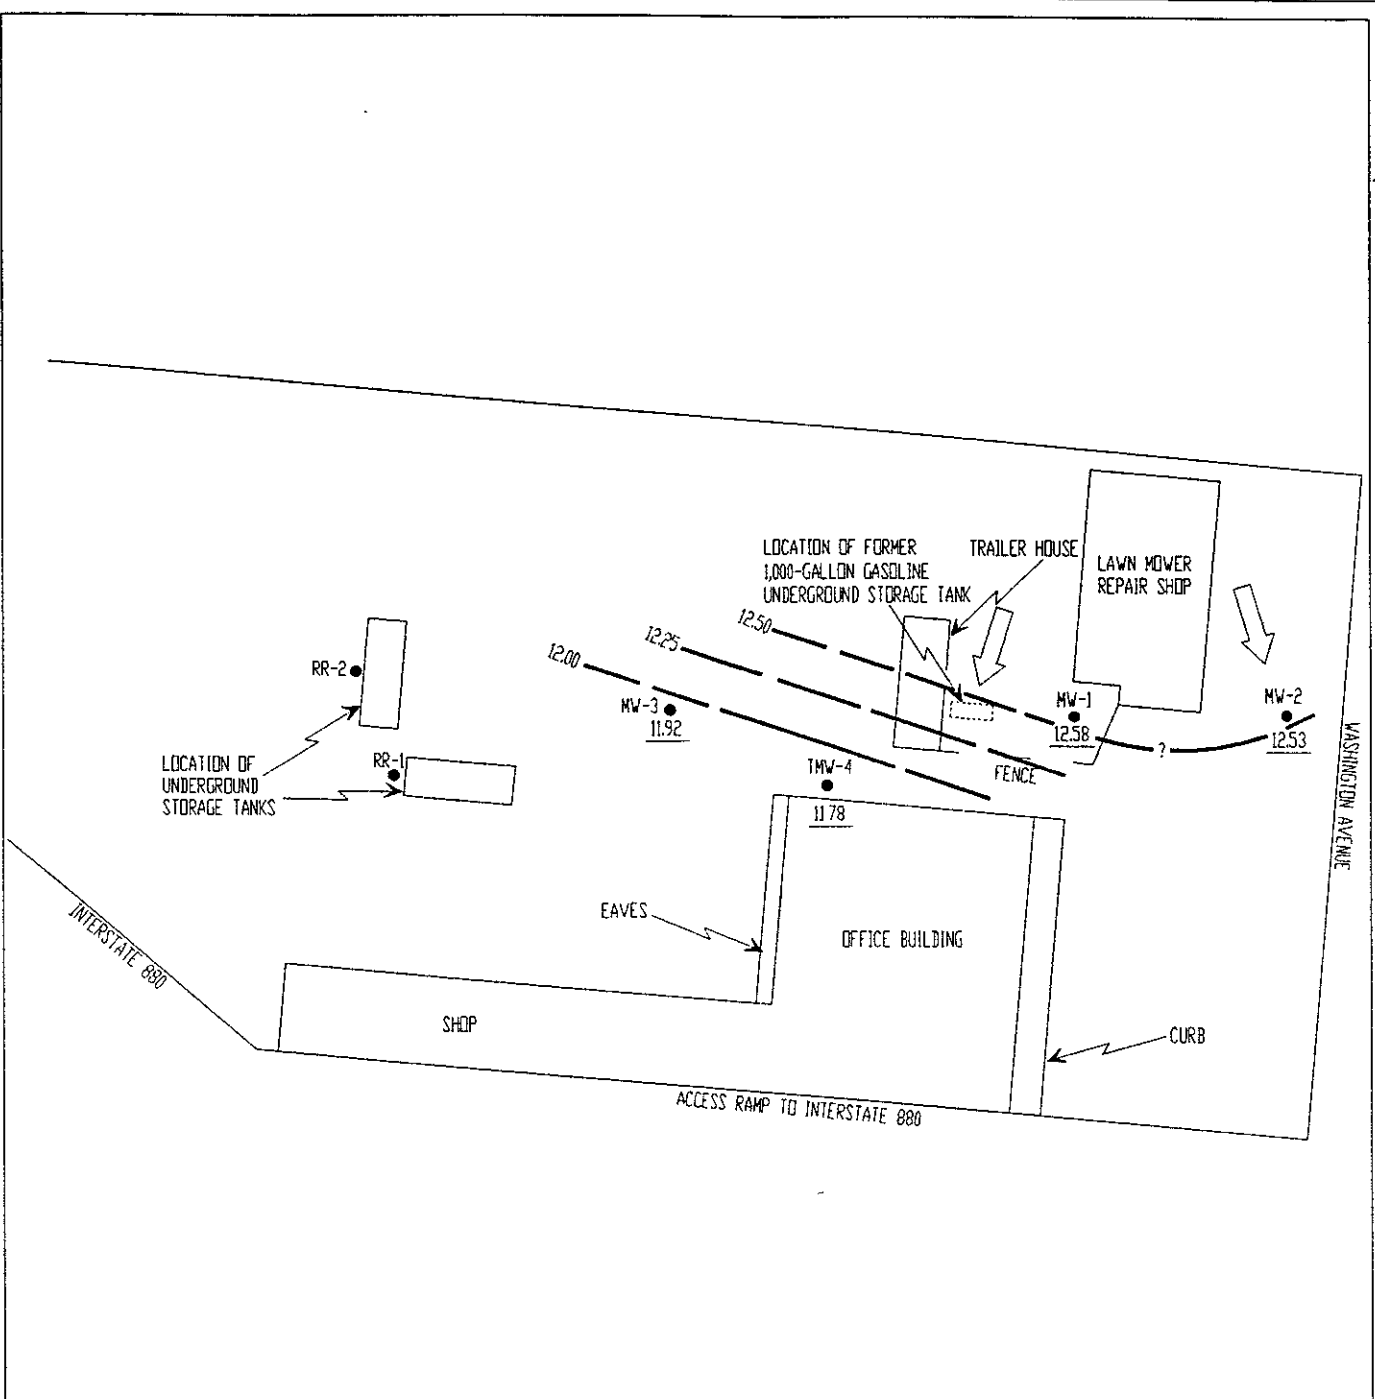 LOCATION OF FORMER
1,000-GALLON GASOLINE
UNDERGROUND STORAGE TANK
TRAILER HOUSE
LAWN MOWER
REPAIR SHOP
12.50
12.25
12.00
RR-2
MW-3
11.92
MW-1
12.58
MW-2
12.53
?
WASHINGTON AVENUE
LOCATION OF
UNDERGROUND
STORAGE TANKS
RR-1
TMW-4
11.78
FENCE
EAVES
OFFICE BUILDING
INTERSTATE 880
SHOP
CURB
ACCESS RAMP TO INTERSTATE 880